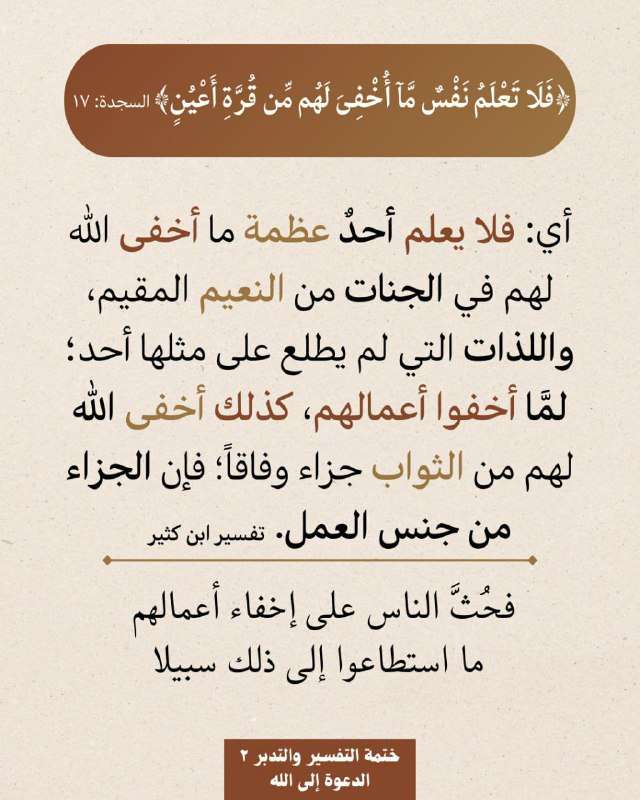 ﴿فَلَا تَعْلَمُ نَفْسٌ مَّآ أُخْفِىَ لَهُم مِّن قُرَّةِ أَعْيُنٍ﴾ السجدة: ١٧
أي: فلا يعلم أحدٌ عظمة ما أخفى الله
لهم في الجنات من النعيم المقيم،
واللذات التي لم يطلع على مثلها أحد؛
لمَّا أخفوا أعمالهم، كذلك أخفى الله
لهم من الثواب جزاء وفاقاً؛ فإن الجزاء
من جنس العمل. تفسير ابن كثير
فحُثَّ الناس على إخفاء أعمالهم
ما استطاعوا إلى ذلك سبيلا
ختمة التفسير والتدبر ٢
الدعوة إلى الله